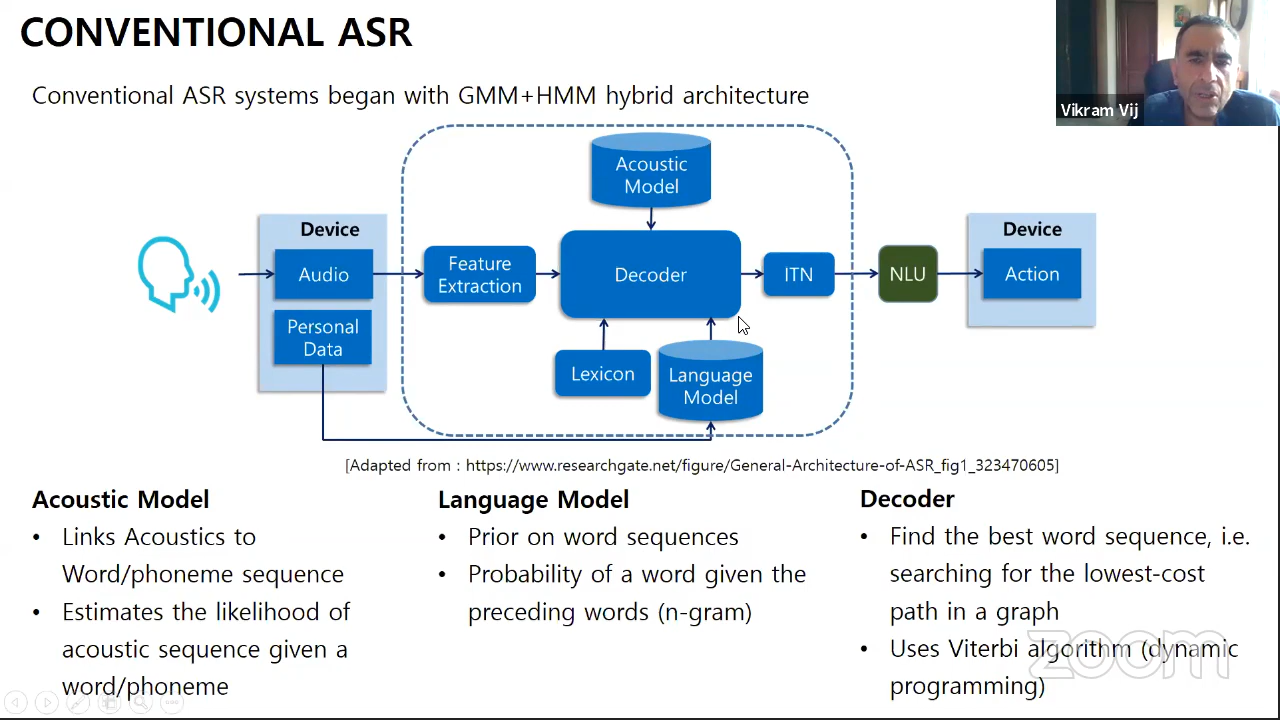 CONVENTIONAL ASR
Vikram Vij
Conventional ASR systems began with GMM+HMM hybrid architecture
Acoustic
Model
Device
Audio
Personal
Data
Feature
Extraction
Decoder
ITN
NLU
Device
Action
Lexicon
Language
Model
[Adapted from : https://www.researchgate.net/figure/General-Architecture-of-ASR_fig1_323470605]
Acoustic Model
• Links Acoustics to
Word/phoneme sequence
• Estimates the likelihood of
acoustic sequence given a
word/phoneme
Language Model
• Prior on word sequences
• Probability of a word given the
preceding words (n-gram)
Decoder
• Find the best word sequence, i.e.
searching for the lowest-cost
path in a graph
• Uses Viterbi algorithm (dynamic
programming)
zoom